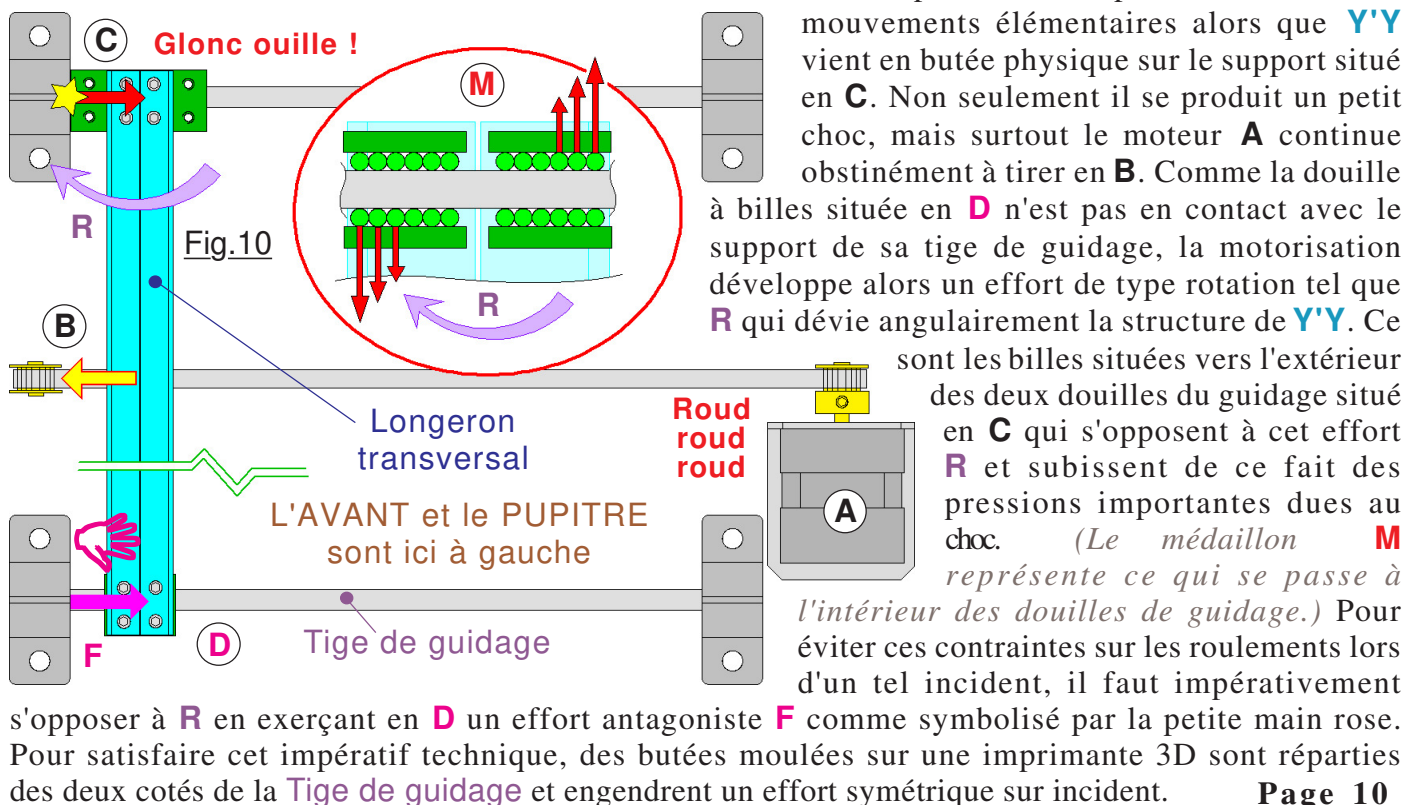 mouvements élémentaires alors que Y'Y
vient en butée physique sur le support situé
en C. Non seulement il se produit un petit
choc, mais surtout le moteur A continue
obstinément à tirer en B. Comme la douille
à billes située en D n'est pas en contact avec le
support de sa tige de guidage, la motorisation
développe alors un effort de type rotation tel que
R qui dévie angulairement la structure de Y'Y. Ce
sont les billes situées vers l'extérieur
des deux douilles du guidage situé
en C qui s'opposent à cet effort
R et subissent de ce fait des
pressions importantes dues au
choc. (Le médaillon M
représente ce qui se passe à
l'intérieur des douilles de guidage.) Pour
éviter ces contraintes sur les roulements lors
d'un tel incident, il faut impérativement
s'opposer à R en exerçant en D un effort antagoniste F comme symbolisé par la petite main rose.
Pour satisfaire cet impératif technique, des butées moulées sur une imprimante 3D sont réparties
des deux cotés de la Tige de guidage et engendrent un effort symétrique sur incident.
Page 10
C
Glonc ouille !
M
R
Fig.10
R
B
Longeron
transversal
Roud
roud
roud
A
L'AVANT et le PUPITRE
sont ici à gauche
F
D
Tige de guidage